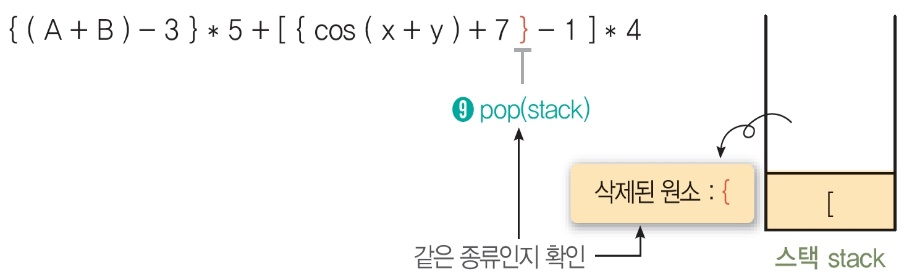 { ( A + B ) − 3 } * 5 + [ { cos ( x + y ) + 7 } − 1 ] * 4
❾ pop(stack)
삭제된 원소 : {
[
같은 종류인지 확인
스택 stack